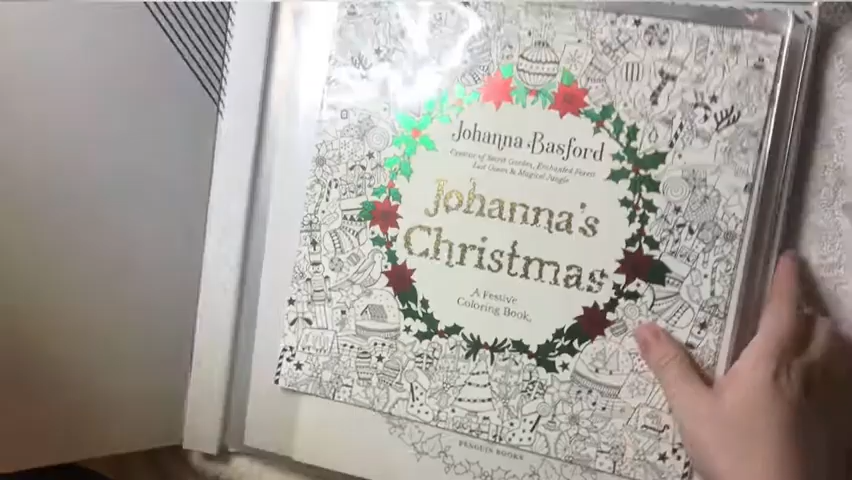 Johanna Basford
Creator of Secret Garden, Enchanted Forest
Lost Ocean & Magical Jungle
Johanna's
Christmas
A Festive
Coloring Book
PENGUIN BOOKS